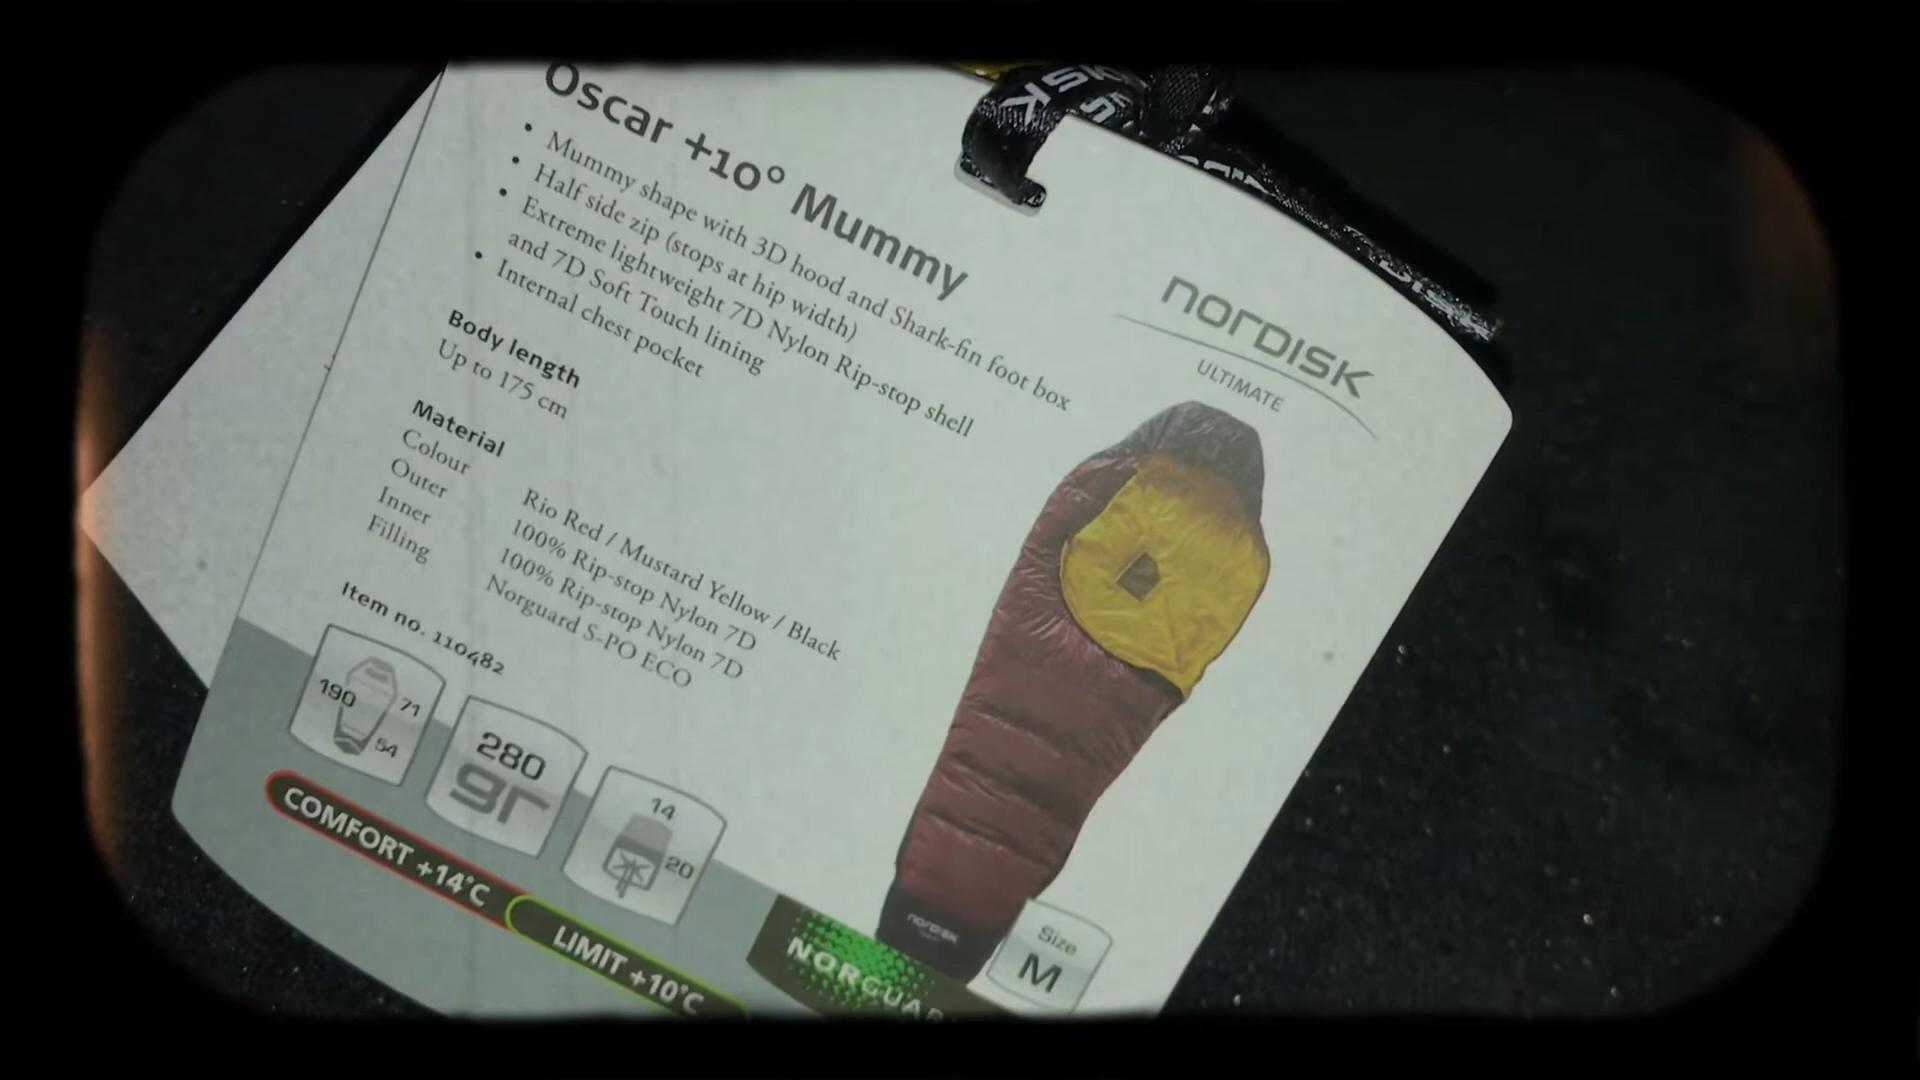 Oscar +10° Mummy
• Mummy shape with 3D hood and Shark-fin foot box
• Half side zip (stops at hip width)
• Extreme lightweight 7D Nylon Rip-stop shell
and 7D Soft Touch lining
• Internal chest pocket
Body length
Up to 175 cm
Material
Colour Rio Red / Mustard Yellow / Black
Outer 100% Rip-stop Nylon 7D
Inner 100% Rip-stop Nylon 7D
Filling Norguard S-PO ECO
Item no. 110482
190 71
54
280
gr
14
20
COMFORT +14°C
LIMIT +10°C
NORDISK
ULTIMATE
NORDISK
Size
M